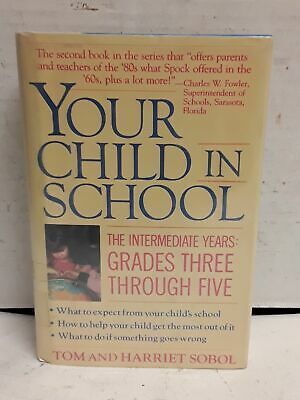 The second book in the series that "offers parents
and teachers of the '80s what Spock offered in the
'60s, plus a lot more!"
—Charles W. Fowler,
Superintendent of
Schools, Sarasota,
Florida
YOUR
CHILD IN
SCHOOL
THE INTERMEDIATE YEARS:
GRADES THREE
THROUGH FIVE
• What to expect from your child's school
• How to help your child get the most out of it
• What to do if something goes wrong
TOM AND HARRIET SOBOL